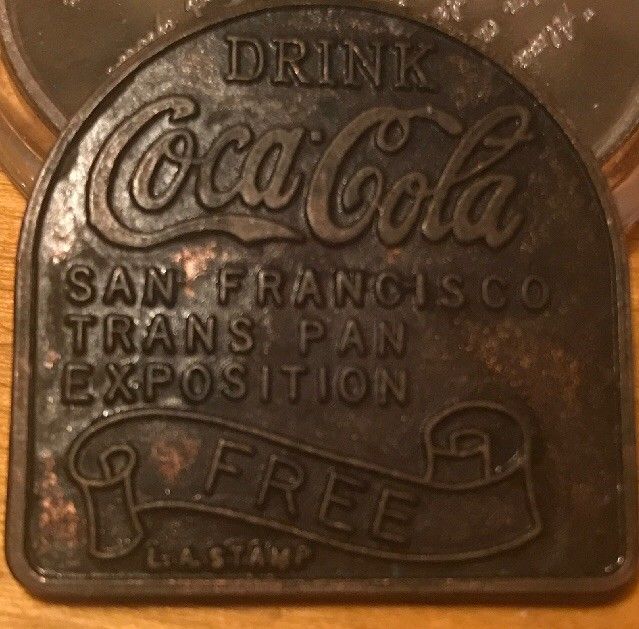 DRINK
Coca-Cola
SAN FRANCISCO
TRANS PAN
EXPOSITION
FREE
L.A. STAMP